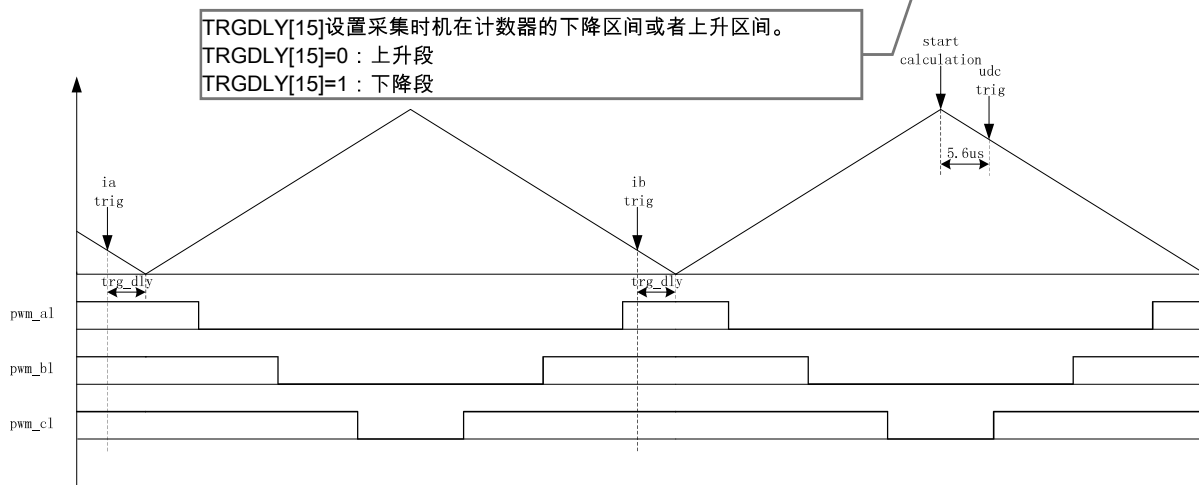 TRGDLY[15]设置采集时机在计数器的下降区间或者上升区间。
TRGDLY[15]=0：上升段
TRGDLY[15]=1：下降段
start
calculation
udc
trig
5.6us
ia
trig
ib
trig
trg_dly
trg_dly
pwm_al
pwm_bl
pwm_cl